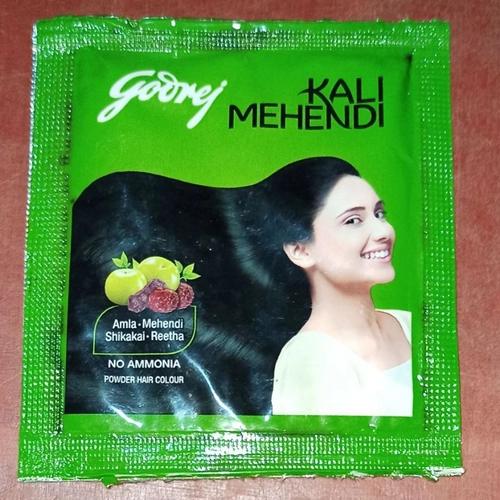 Godrej
KALI
MEHENDI
Amla-Mehendi
Shikakai-Reetha
NO AMMONIA
POWDER HAIR COLOUR